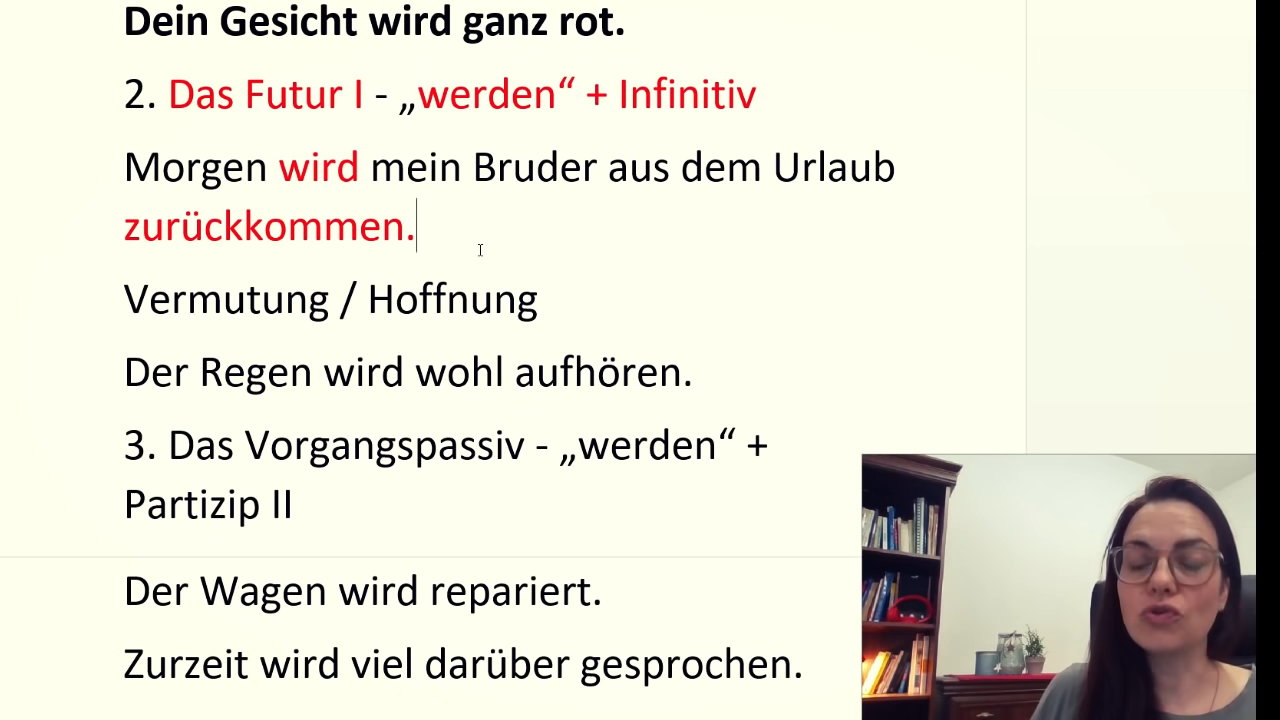 Dein Gesicht wird ganz rot.
2. Das Futur I - „werden“ + Infinitiv
Morgen wird mein Bruder aus dem Urlaub
zurückkommen.
Vermutung / Hoffnung
Der Regen wird wohl aufhören.
3. Das Vorgangspassiv - „werden“ +
Partizip II
Der Wagen wird repariert.
Zurzeit wird viel darüber gesprochen.